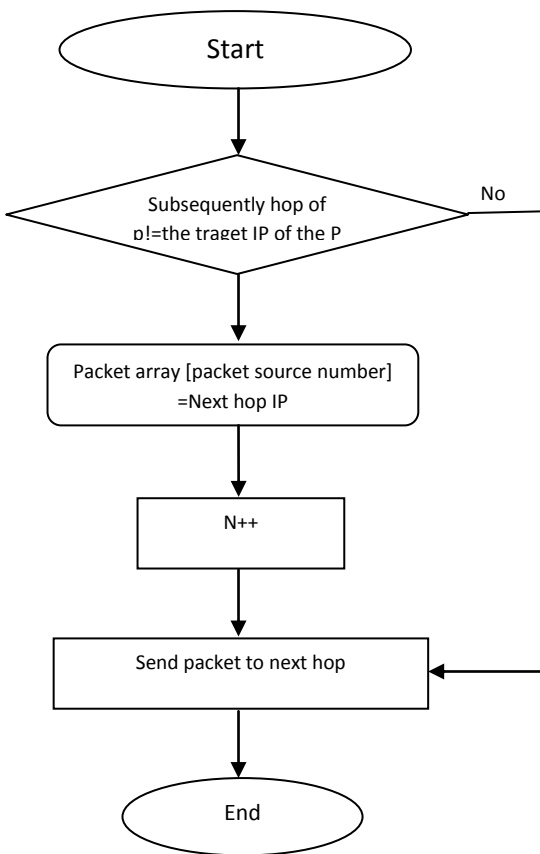 Start
Subsequently hop of
No
p!=the traget IP of the P
Packet array [packet source number]
=Next hop IP
N++
Send packet to next hop
End